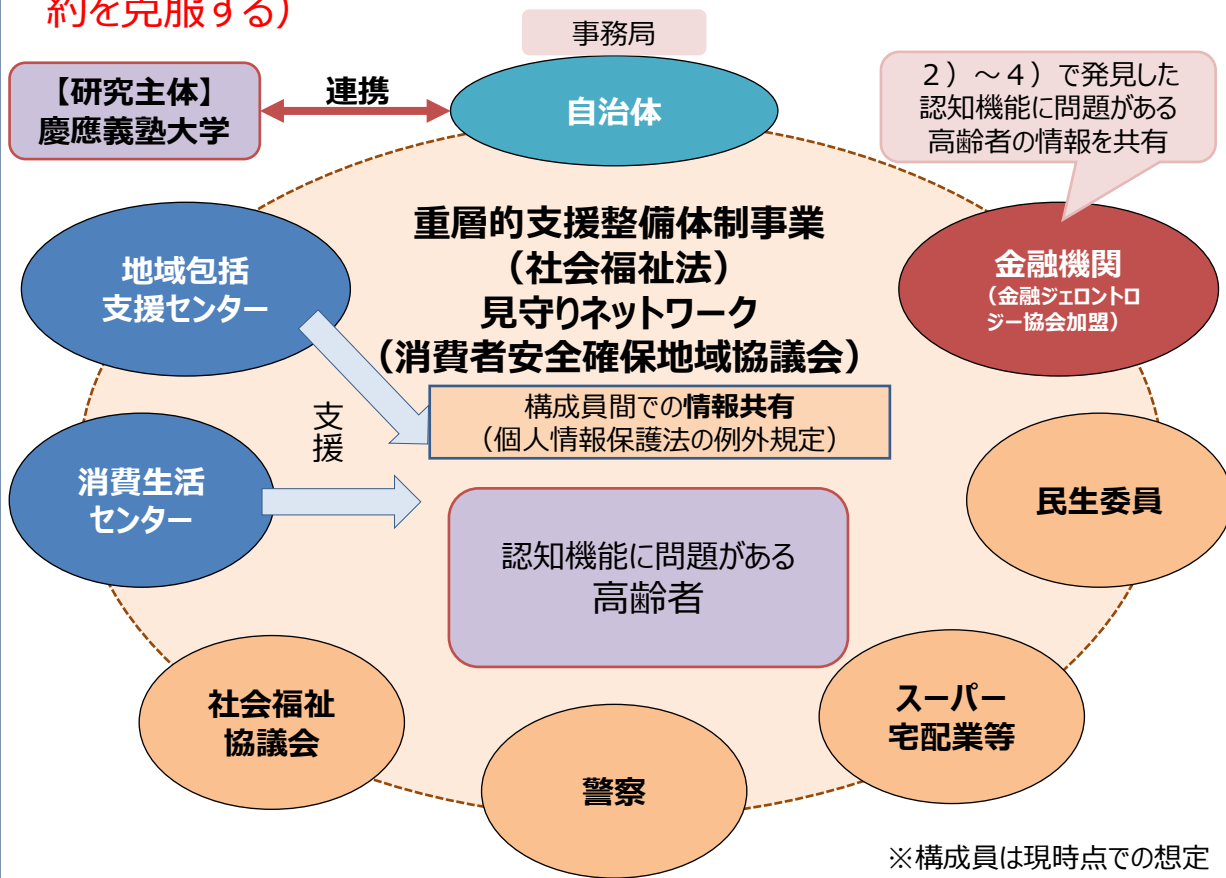 約を克服する）
事務局
【研究主体】
慶應義塾大学
連携
自治体
２）～４）で発見した
認知機能に問題がある
高齢者の情報を共有
重層的支援整備体制事業
（社会福祉法）
見守りネットワーク
（消費者安全確保地域協議会）
地域包括
支援センター
金融機関
（金融ジェロントロ
ジー協会加盟）
構成員間での情報共有
（個人情報保護法の例外規定）
支援
消費生活
センター
民生委員
認知機能に問題がある
高齢者
社会福祉
協議会
スーパー
宅配業等
警察
※構成員は現時点での想定